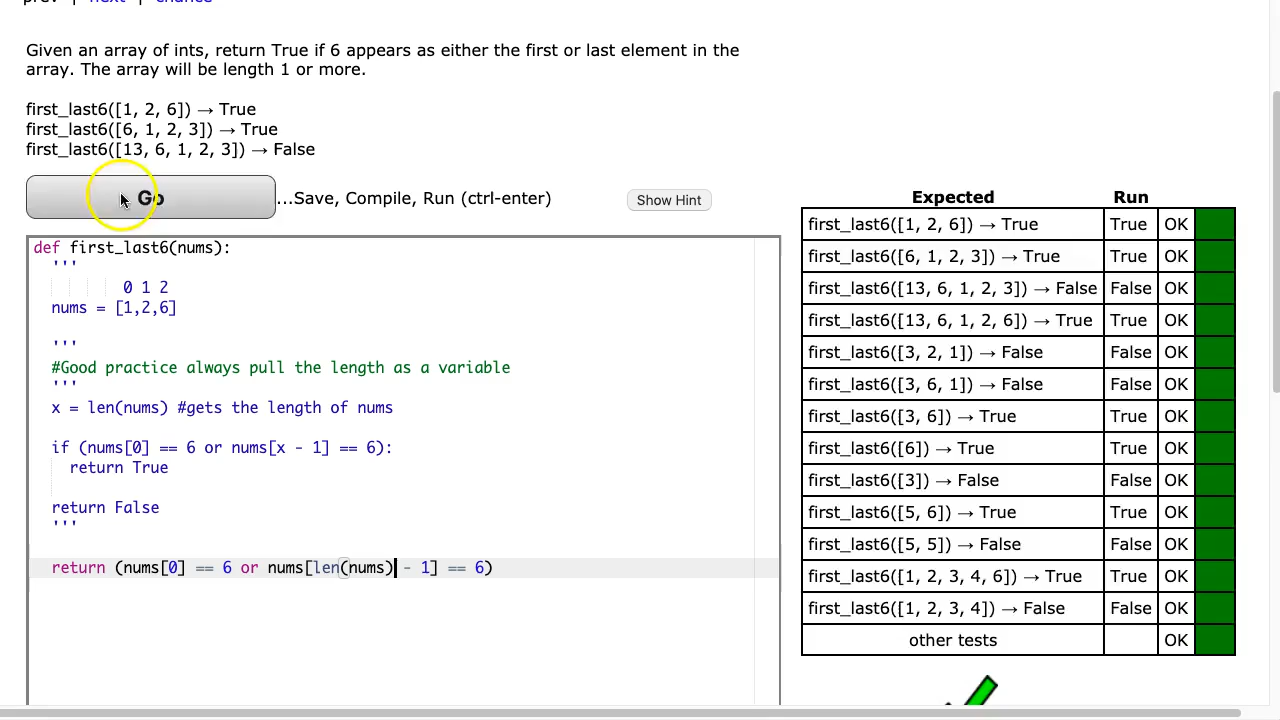 prev | next | chance
Given an array of ints, return True if 6 appears as either the first or last element in the
array. The array will be length 1 or more.
first_last6([1, 2, 6]) → True
first_last6([6, 1, 2, 3]) → True
first_last6([13, 6, 1, 2, 3]) → False
Go ...Save, Compile, Run (ctrl-enter) Show Hint
def first_last6(nums):
'''
0 1 2
nums = [1,2,6]
'''
#Good practice always pull the length as a variable
'''
x = len(nums) #gets the length of nums
if (nums[0] == 6 or nums[x - 1] == 6):
return True
return False
'''
return (nums[0] == 6 or nums[len(nums) - 1] == 6)
Expected Run
first_last6([1, 2, 6]) → True True OK
first_last6([6, 1, 2, 3]) → True True OK
first_last6([13, 6, 1, 2, 3]) → False False OK
first_last6([13, 6, 1, 2, 6]) → True True OK
first_last6([3, 2, 1]) → False False OK
first_last6([3, 6, 1]) → False False OK
first_last6([3, 6]) → True True OK
first_last6([6]) → True True OK
first_last6([3]) → False False OK
first_last6([5, 6]) → True True OK
first_last6([5, 5]) → False False OK
first_last6([1, 2, 3, 4, 6]) → True True OK
first_last6([1, 2, 3, 4]) → False False OK
other tests OK